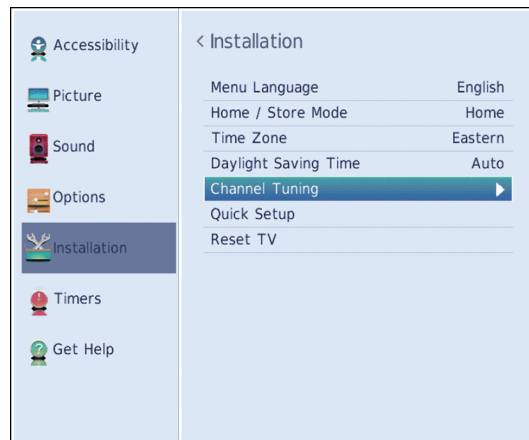 Accessibility
Picture
Sound
Options
Installation
Timers
Get Help
< Installation
Menu Language English
Home / Store Mode Home
Time Zone Eastern
Daylight Saving Time Auto
Channel Tuning
Quick Setup
Reset TV